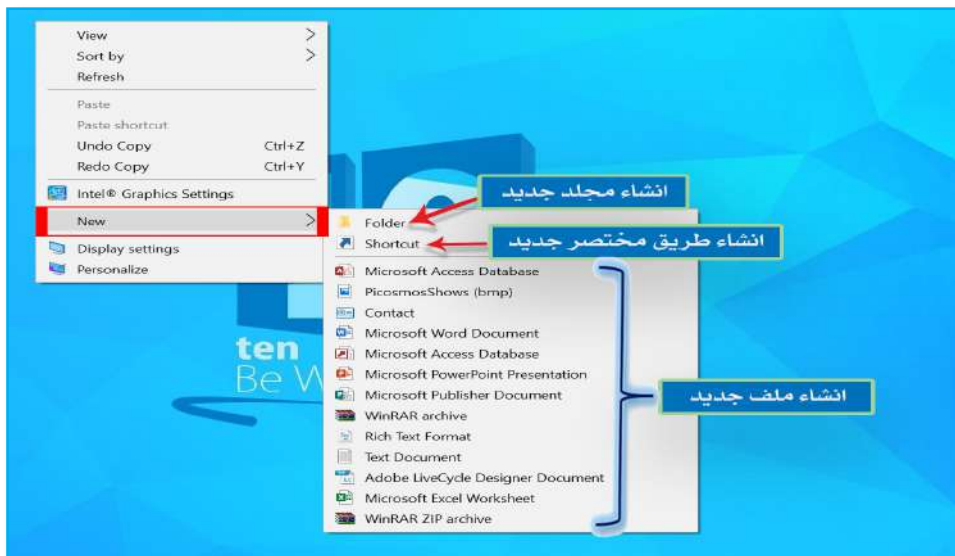 View
Sort by
Refresh
Paste
Paste shortcut
Undo Copy Ctrl+Z
Redo Copy Ctrl+Y
Intel® Graphics Settings
New
Display settings
Personalize
انشاء مجلد جديد
Folder
انشاء طريق مختصر جديد
Shortcut
Microsoft Access Database
PicosmosShows (bmp)
Contact
Microsoft Word Document
Microsoft Access Database
Microsoft PowerPoint Presentation
Microsoft Publisher Document
WinRAR archive
Rich Text Format
Text Document
Adobe LiveCycle Designer Document
Microsoft Excel Worksheet
WinRAR ZIP archive
انشاء ملف جديد
ten
Be W